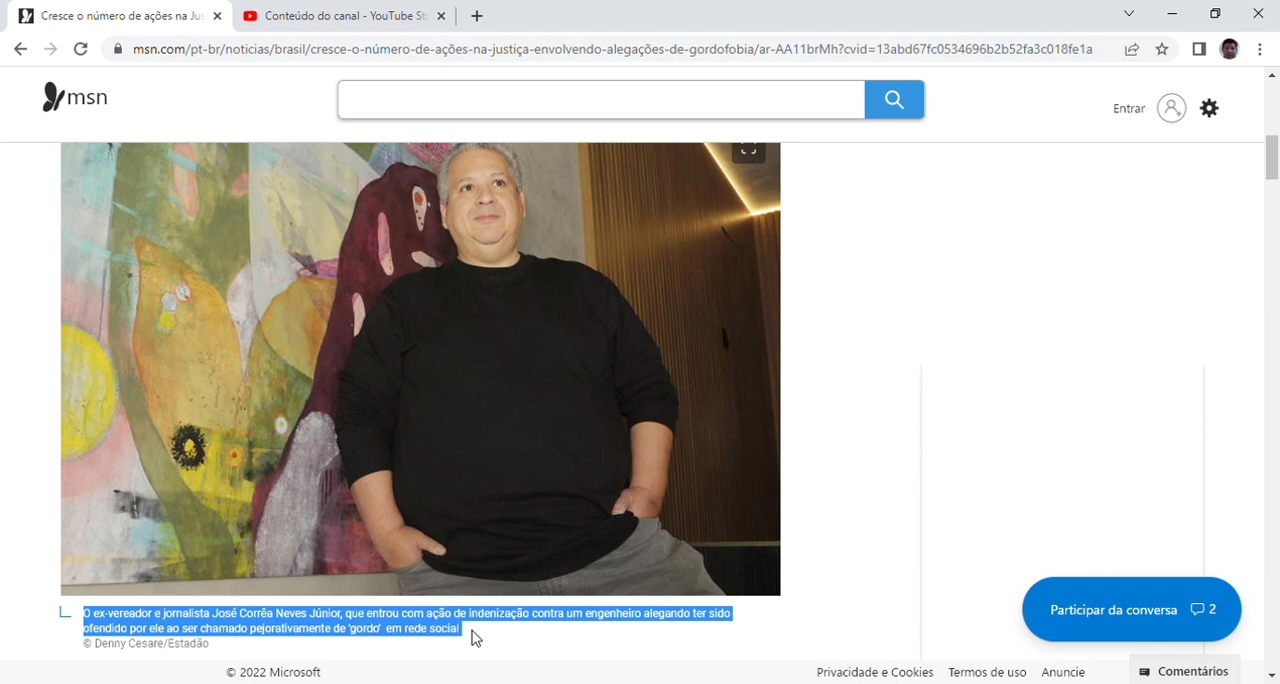 Cresce o número de ações na Jus
Conteúdo do canal - YouTube St
msn.com/pt-br/noticias/brasil/cresce-o-número-de-ações-na-justiça-envolvendo-alegações-de-gordofobia/ar-AA11brMh?cvid=13abd67fc0534696b2b52fa3c018fe1a
msn
Entrar
O ex-vereador e jornalista José Corrêa Neves Júnior, que entrou com ação de indenização contra um engenheiro alegando ter sido
ofendido por ele ao ser chamado pejorativamente de 'gordo' em rede social
© Denny Cesare/Estadão
Participar da conversa 2
© 2022 Microsoft
Privacidade e Cookies Termos de uso Anuncie Comentários